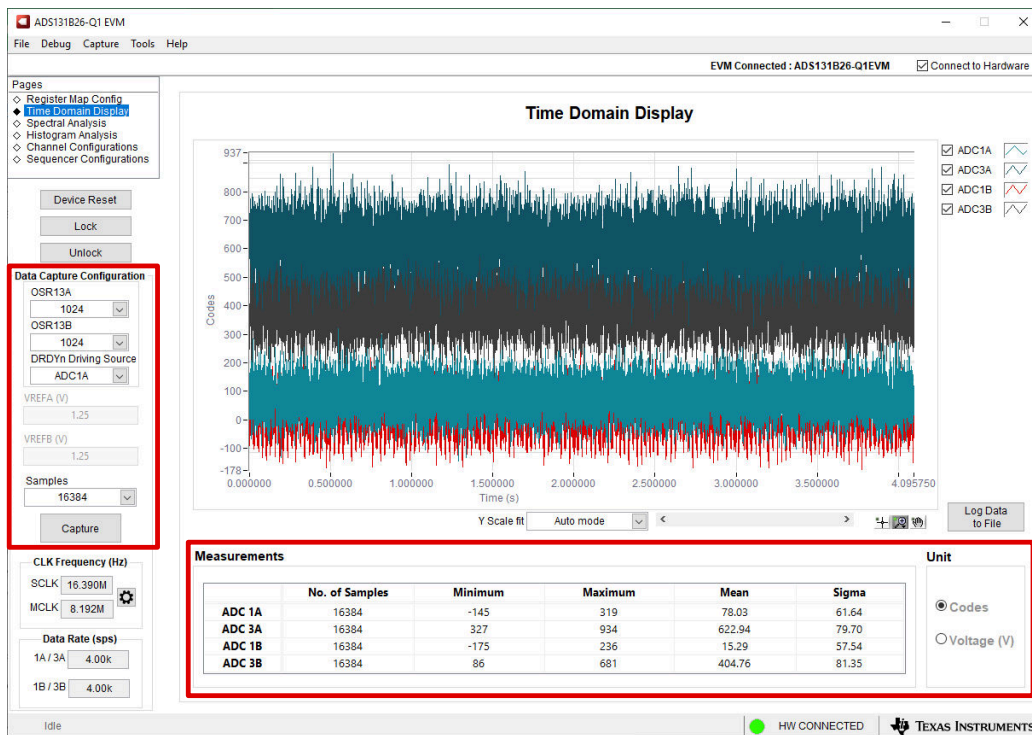 ADS131B26-Q1 EVM
File Debug Capture Tools Help
EVM Connected : ADS131B26-Q1EVM Connect to Hardware
Pages
Register Map Config
Time Domain Display
Spectral Analysis
Histogram Analysis
Channel Configurations
Sequencer Configurations
Device Reset
Lock
Unlock
Data Capture Configuration
OSR13A
1024
OSR13B
1024
DRDYn Driving Source
ADC1A
VREFA (V)
1.25
VREFB (V)
1.25
Samples
16384
Capture
CLK Frequency (Hz)
SCLK 16.390M
MCLK 8.192M
Data Rate (sps)
1A / 3A 4.00k
1B / 3B 4.00k
Time Domain Display
937
800
700
600
500
400
300
200
100
0
-100
-178
Codes
0.000000 0.500000 1.000000 1.500000 2.000000 2.500000 3.000000 3.500000 4.095750
Time (s)
ADC1A
ADC3A
ADC1B
ADC3B
Y Scale fit Auto mode
Log Data
to File
Measurements
No. of Samples Minimum Maximum Mean Sigma
ADC 1A 16384 -145 319 78.03 61.64
ADC 3A 16384 327 934 622.94 79.70
ADC 1B 16384 -175 236 15.29 57.54
ADC 3B 16384 86 681 404.76 81.35
Unit
Codes
Voltage (V)
Idle HW CONNECTED TEXAS INSTRUMENTS